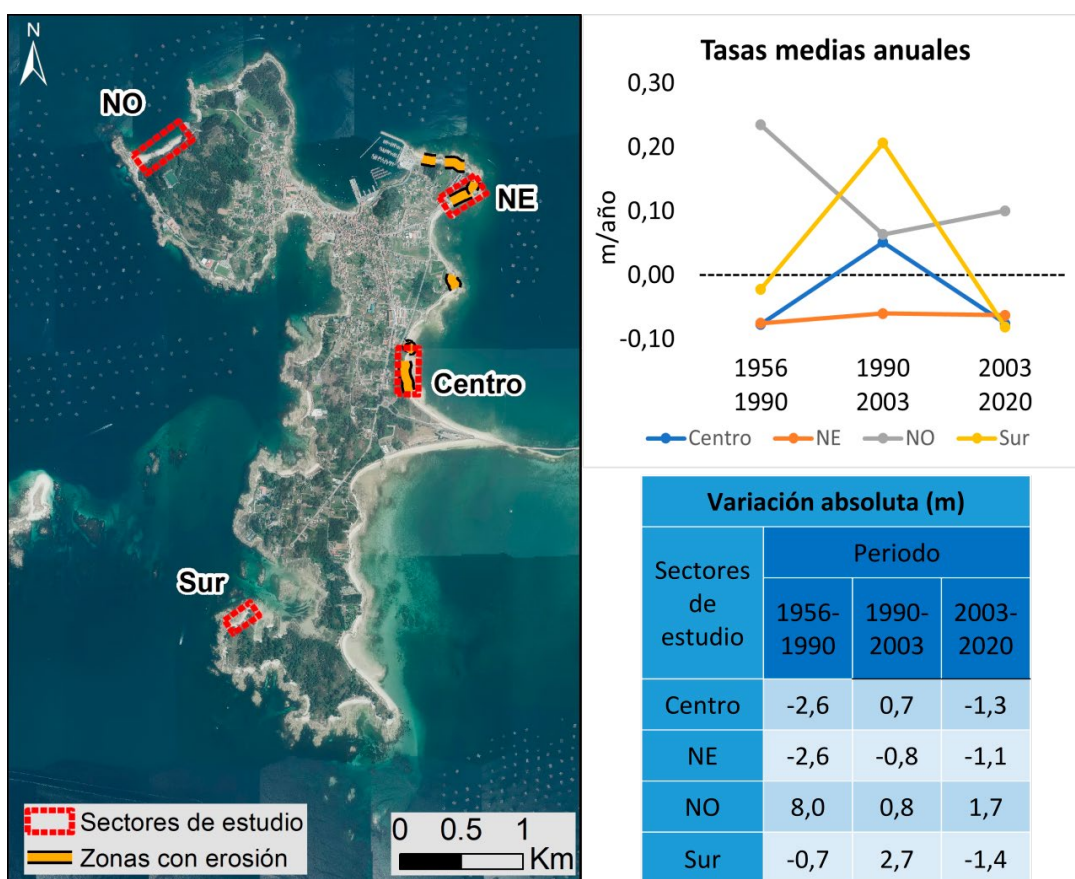 N
NO
NE
Centro
Sur
Sectores de estudio
Zonas con erosión
0 0.5 1
Km
Tasas medias anuales
m/año
0,30
0,20
0,10
0,00
-0,10
1956 1990 2003
1990 2003 2020
Centro NE NO Sur
Variación absoluta (m)
Sectores de estudio
Periodo
1956-1990 1990-2003 2003-2020
Centro -2,6 0,7 -1,3
NE -2,6 -0,8 -1,1
NO 8,0 0,8 1,7
Sur -0,7 2,7 -1,4